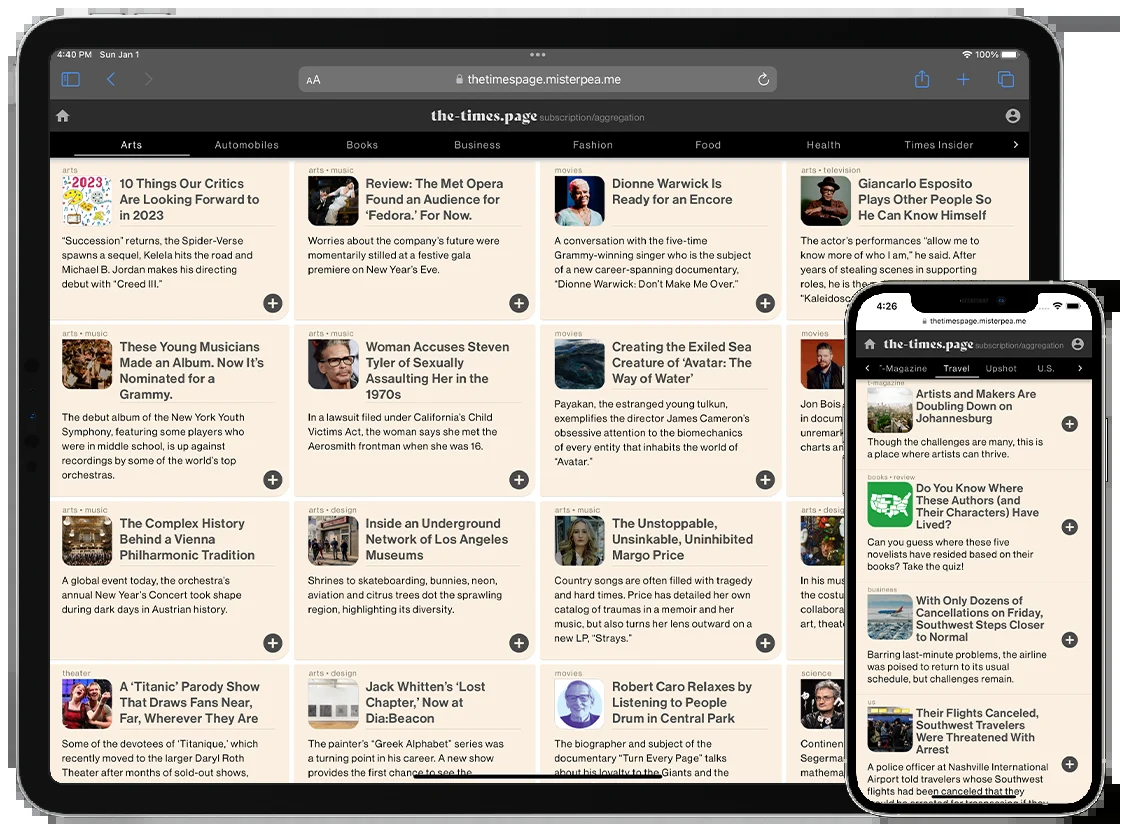 4:40 PM Sun Jan 1
100%
AA
thetimespage.misterpea.me
the-times.page subscription/aggregation
Arts
Automobiles
Books
Business
Fashion
Food
Health
Times Insider
arts
2023
10 Things Our Critics
Are Looking Forward to
in 2023
“Succession” returns, the Spider-Verse
spawns a sequel, Kelela hits the road and
Michael B. Jordan makes his directing
debut with “Creed III.”
arts • music
Review: The Met Opera
Found an Audience for
‘Fedora.’ For Now.
Worries about the company’s future were
momentarily stilled at a festive gala
premiere on New Year’s Eve.
movies
Dionne Warwick Is
Ready for an Encore
A conversation with the five-time
Grammy-winning singer who is the subject
of a new career-spanning documentary,
“Dionne Warwick: Don’t Make Me Over.”
arts • television
Giancarlo Esposito
Plays Other People So
He Can Know Himself
The actor’s performances “allow me to
know more of who I am,” he said. After
years of stealing scenes in supporting
roles, he is the
arts • music
These Young Musicians
Made an Album. Now It’s
Nominated for a
Grammy.
The debut album of the New York Youth
Symphony, featuring some players who
were in middle school, is up against
recordings by some of the world’s top
orchestras.
arts • music
Woman Accuses Steven
Tyler of Sexually
Assaulting Her in the
1970s
In a lawsuit filed under California’s Child
Victims Act, the woman says she met the
Aerosmith frontman when she was 16.
movies
Creating the Exiled Sea
Creature of ‘Avatar: The
Way of Water’
Payakan, the estranged young tulkun,
exemplifies the director James Cameron’s
obsessive attention to the biomechanics
of every entity that inhabits the world of
“Avatar.”
movies
Jon Bois
in docum
unremark
charts an
arts • music
The Complex History
Behind a Vienna
Philharmonic Tradition
A global event today, the orchestra’s
annual New Year’s Concert took shape
during dark days in Austrian history.
arts • design
Inside an Underground
Network of Los Angeles
Museums
Shrines to skateboarding, bunnies, neon,
aviation and citrus trees dot the sprawling
region, highlighting its diversity.
arts • music
The Unstoppable,
Unsinkable, Uninhibited
Margo Price
Country songs are often filled with tragedy
and hard times. Price has detailed her own
catalog of traumas in a memoir and her
music, but also turns her lens outward on a
new LP, “Strays.”
arts • design
In his mus
the costu
collabora
art, theate
theater
A ‘Titanic’ Parody Show
That Draws Fans Near,
Far, Wherever They Are
Some of the devotees of ‘Titanique,’ which
recently moved to the larger Daryl Roth
Theater after months of sold-out shows,
arts • design
Jack Whitten’s ‘Lost
Chapter,’ Now at
Dia:Beacon
The painter’s “Greek Alphabet” series was
a turning point in his career. A new show
provides the first chance to see the
movies
Robert Caro Relaxes by
Listening to People
Drum in Central Park
The biographer and subject of the
documentary “Turn Every Page” talks
about his loyalty to the Giants and the
science
Continen
Segerma
mathema
4:26
thetimespage.misterpea.me
the-times.page subscription/aggregation
T-Magazine
Travel
Upshot
U.S.
t-magazine
Artists and Makers Are
Doubling Down on
Johannesburg
Though the challenges are many, this is
a place where artists can thrive.
books • review
Do You Know Where
These Authors (and
Their Characters) Have
Lived?
Can you guess where these five
novelists have resided based on their
books? Take the quiz!
business
With Only Dozens of
Cancellations on Friday,
Southwest Steps Closer
to Normal
Barring last-minute problems, the airline
was poised to return to its usual
schedule, but challenges remain.
us
Their Flights Canceled,
Southwest Travelers
Were Threatened With
Arrest
A police officer at Nashville International
Airport told travelers whose Southwest
flights had been canceled that they